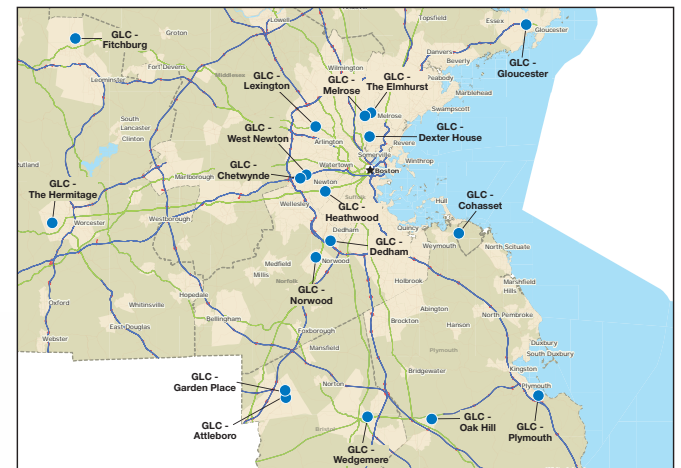 Lowell
Topsfield
Essex
Gloucester
Groton
GLC -
Fitchburg
Danvers
Beverly
GLC -
Gloucester
Wilmington
Fort Devens
Middlesex
Leominster
GLC -
Lexington
GLC -
Melrose
GLC -
The Elmhurst
Peabody
Marblehead
Swampscott
Melrose
South
Lancaster
Clinton
GLC -
West Newton
GLC -
Dexter House
Arlington
Revere
Somerville
Winthrop
Rutland
GLC -
Chetwynde
Watertown
Boston
Marlborough
Newton
GLC -
The Hermitage
Suffolk
GLC -
Cohasset
Wellesley
GLC -
Heathwood
Hull
Worcester
Westborough
Dedham
Quincy
Weymouth
North Scituate
GLC -
Dedham
Medfield
Norwood
Millis
Norfolk
GLC -
Norwood
Holbrook
Marshfield
Hills
Hopedale
Oxford
Whitinsville
Abington
North Pembroke
Bellingham
Brockton
Hanson
East Douglas
Foxborough
Webster
Mansfield
Plymouth
Duxbury
South Duxbury
Kingston
Bridgewater
GLC -
Garden Place
Norton
Plymouth
GLC -
Attleboro
GLC -
Oak Hill
GLC -
Plymouth
Bristol
GLC -
Wedgemere